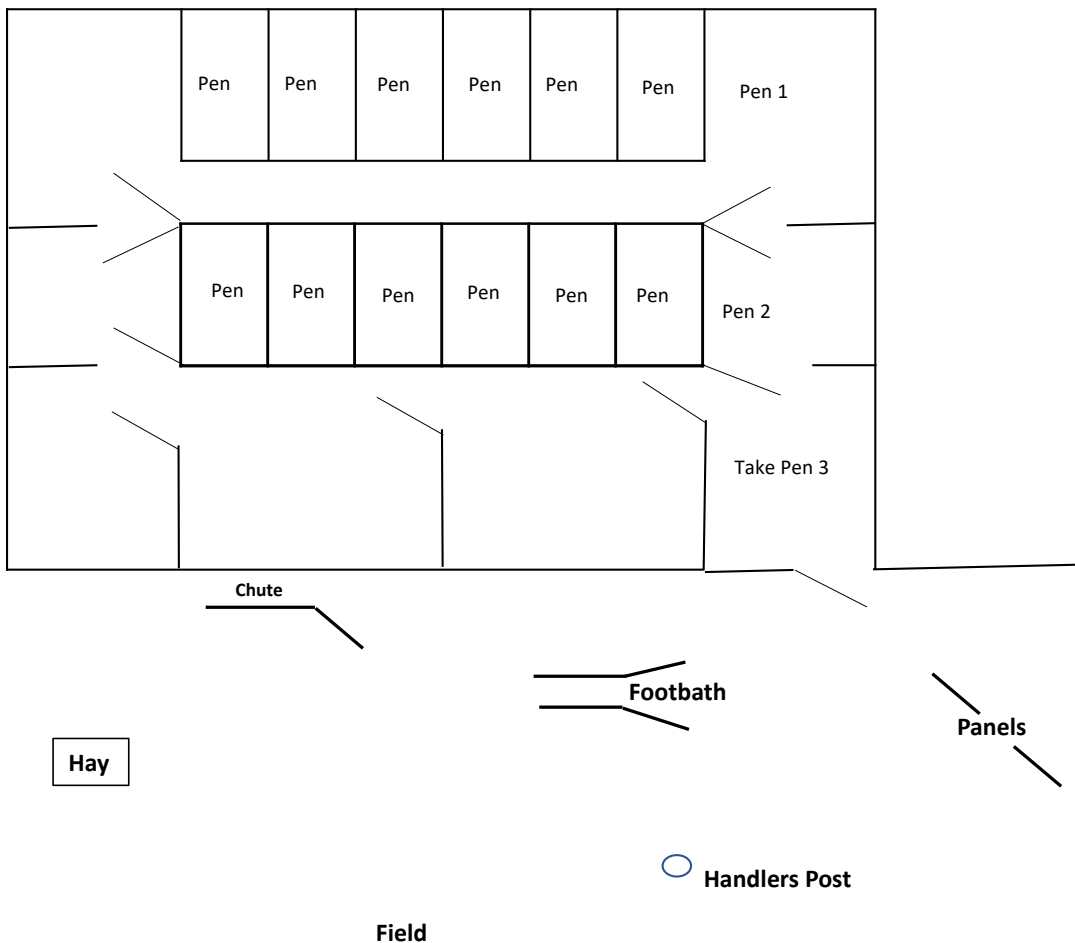 Pen
Pen
Pen
Pen
Pen
Pen
Pen 1
Pen
Pen
Pen
Pen
Pen
Pen
Pen 2
Take Pen 3
Chute
Footbath
Panels
Hay
Handlers Post
Field